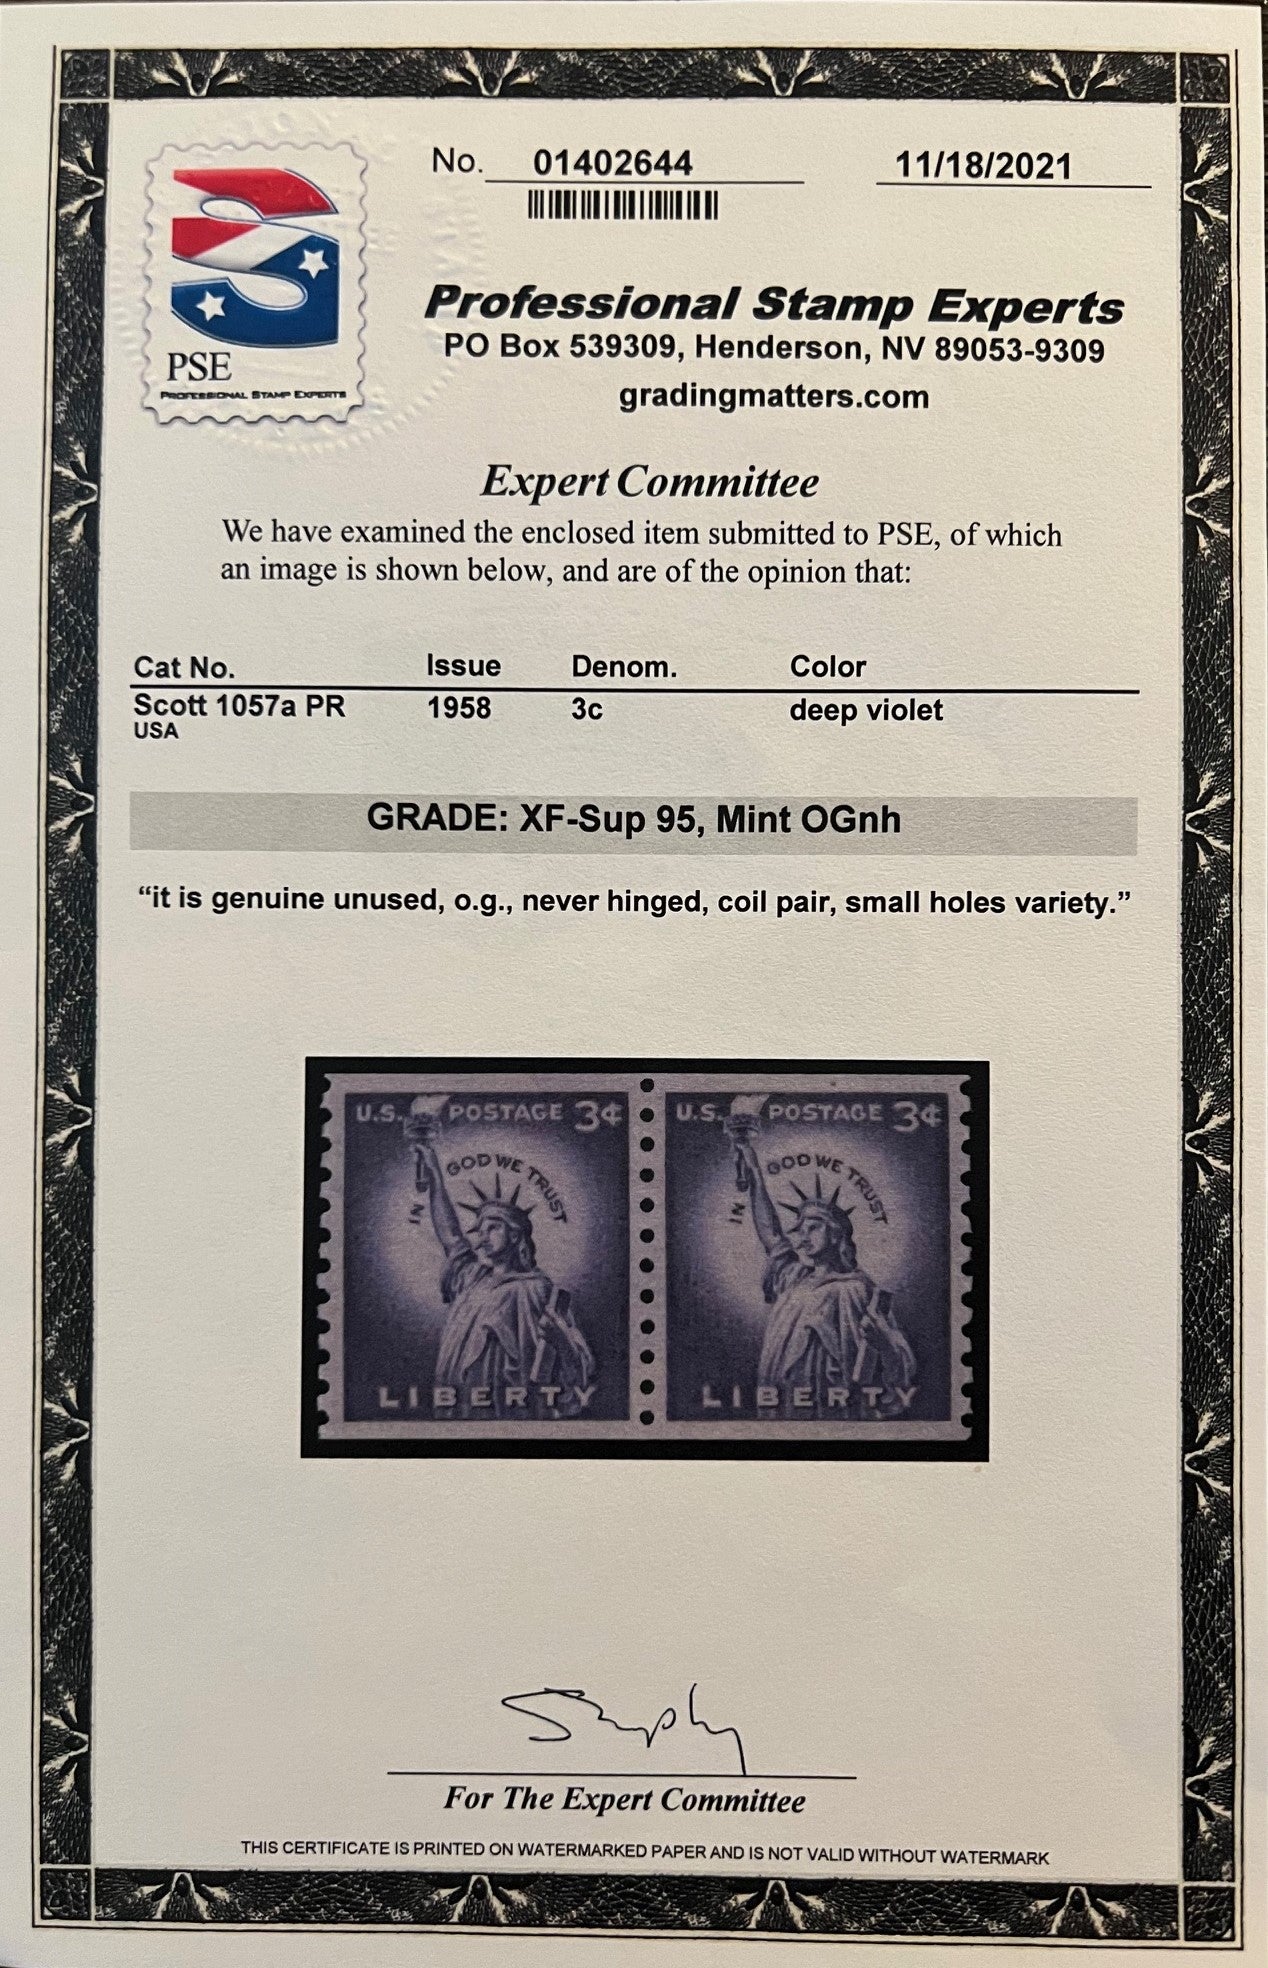 No. 01402644 11/18/2021
PSE
PROFESSIONAL STAMP EXPERTS
Professional Stamp Experts
PO Box 539309, Henderson, NV 89053-9309
gradingmatters.com
Expert Committee
We have examined the enclosed item submitted to PSE, of which
an image is shown below, and are of the opinion that:
Cat No. Issue Denom. Color
Scott 1057a PR 1958 3c deep violet
USA
GRADE: XF-Sup 95, Mint OGnh
“it is genuine unused, o.g., never hinged, coil pair, small holes variety.”
U.S. POSTAGE 3¢
IN GOD WE TRUST
LIBERTY
U.S. POSTAGE 3¢
IN GOD WE TRUST
LIBERTY
For The Expert Committee
THIS CERTIFICATE IS PRINTED ON WATERMARKED PAPER AND IS NOT VALID WITHOUT WATERMARK